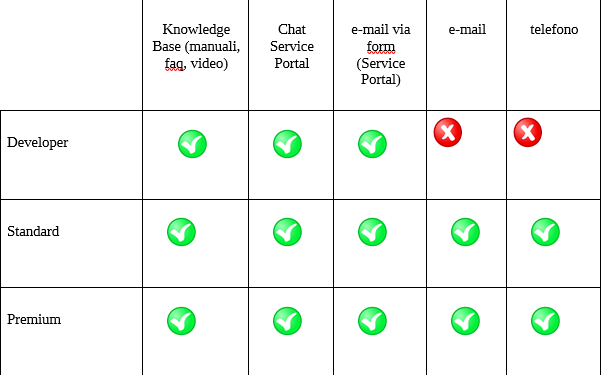 Knowledge
Base (manuali,
faq, video)
Chat
Service
Portal
e-mail via
form
(Service
Portal)
e-mail
telefono
Developer
Standard
Premium